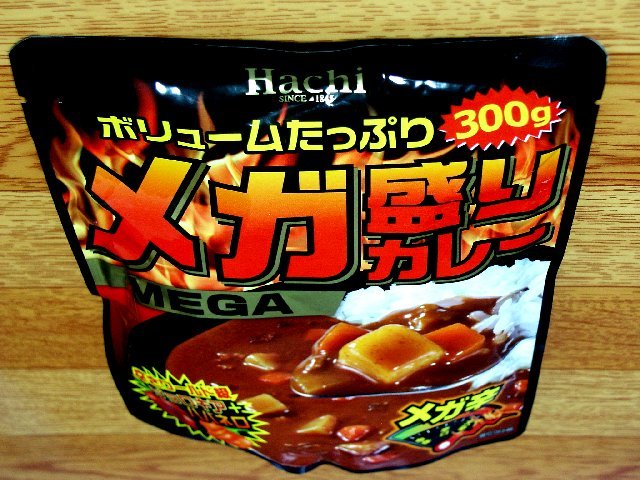 Hachi
SINCE 1845
ボリュームたっぷり
300g
メガ盛り
カレー
MEGA
メガ辛